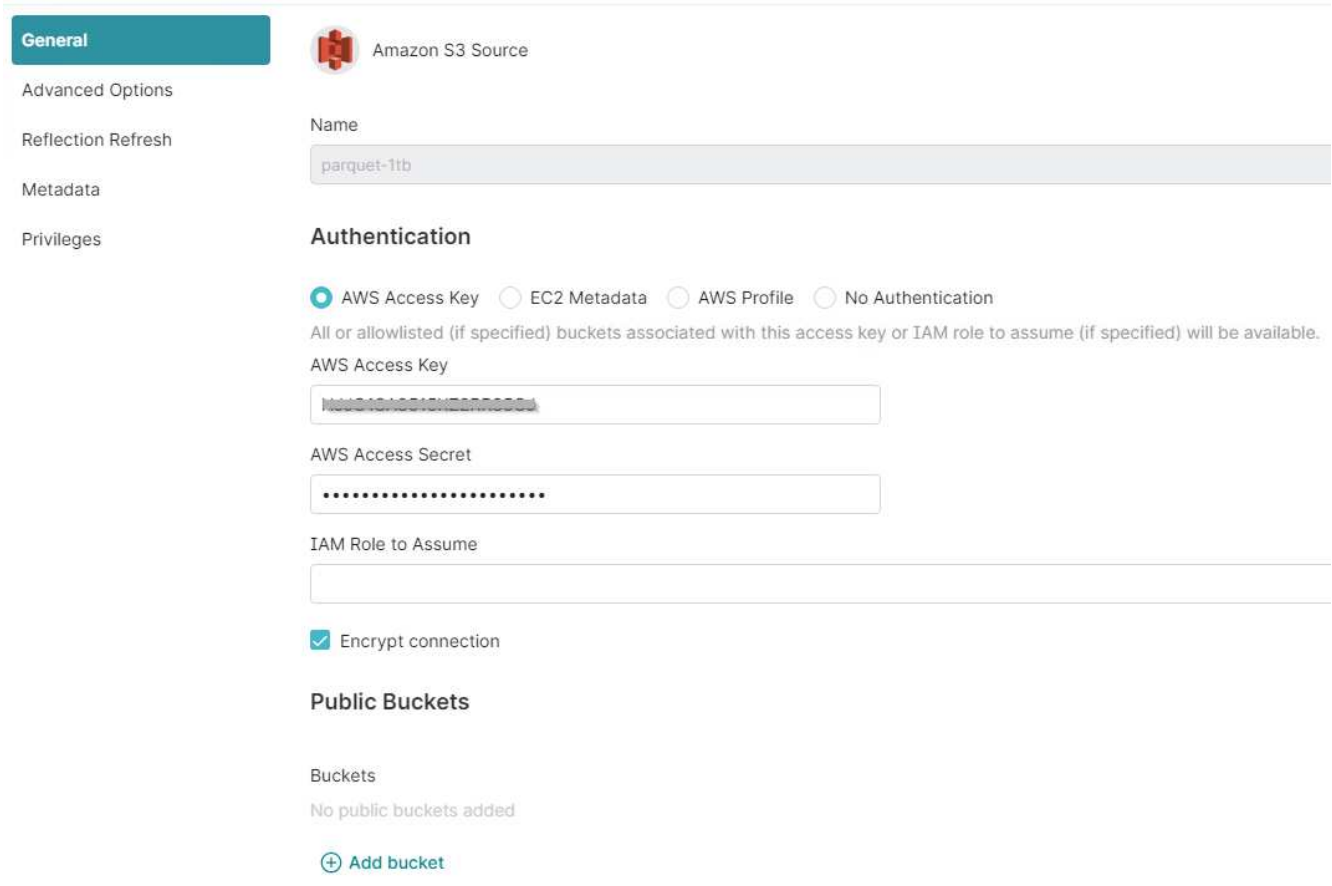 General
Advanced Options
Reflection Refresh
Metadata
Privileges
Amazon S3 Source
Name
parquet-1tb
Authentication
AWS Access Key EC2 Metadata AWS Profile No Authentication
All or allowlisted (if specified) buckets associated with this access key or IAM role to assume (if specified) will be available.
AWS Access Key
AWS Access Secret
••••••••••••••••••••••••
IAM Role to Assume
Encrypt connection
Public Buckets
Buckets
No public buckets added
Add bucket